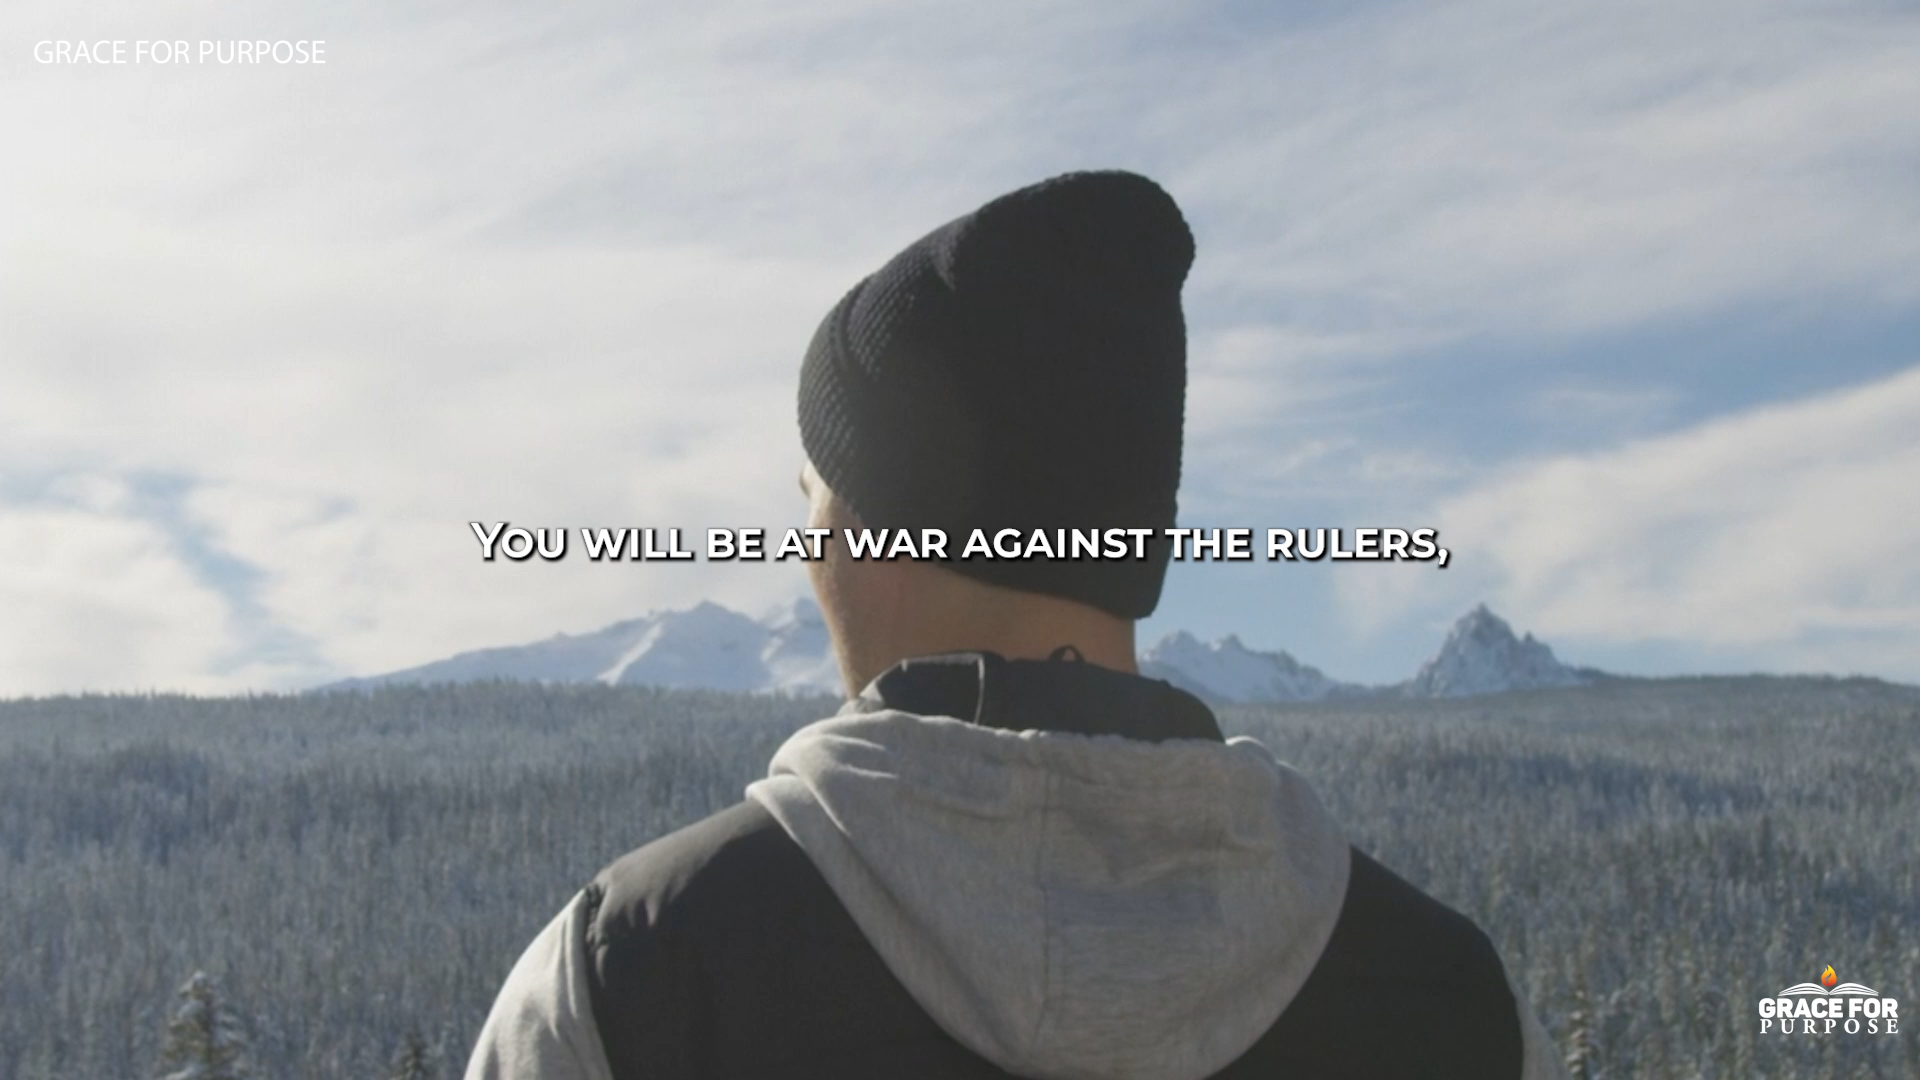 GRACE FOR PURPOSE
You will be at war against the rulers,
GRACE FOR
PURPOSE